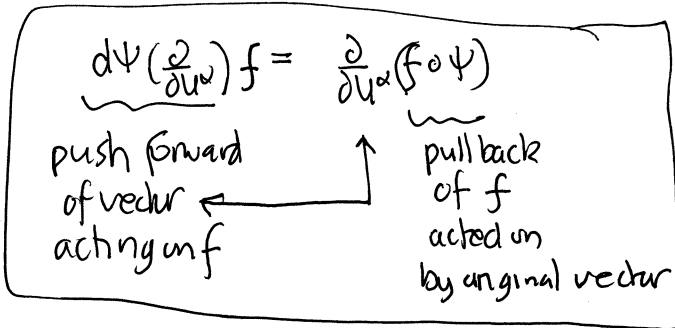 dΨ(∂/∂u^α) f = ∂/∂u^α (f∘Ψ)
push forward
of vector
acting on f
pull back
of f
acted on
by original vector